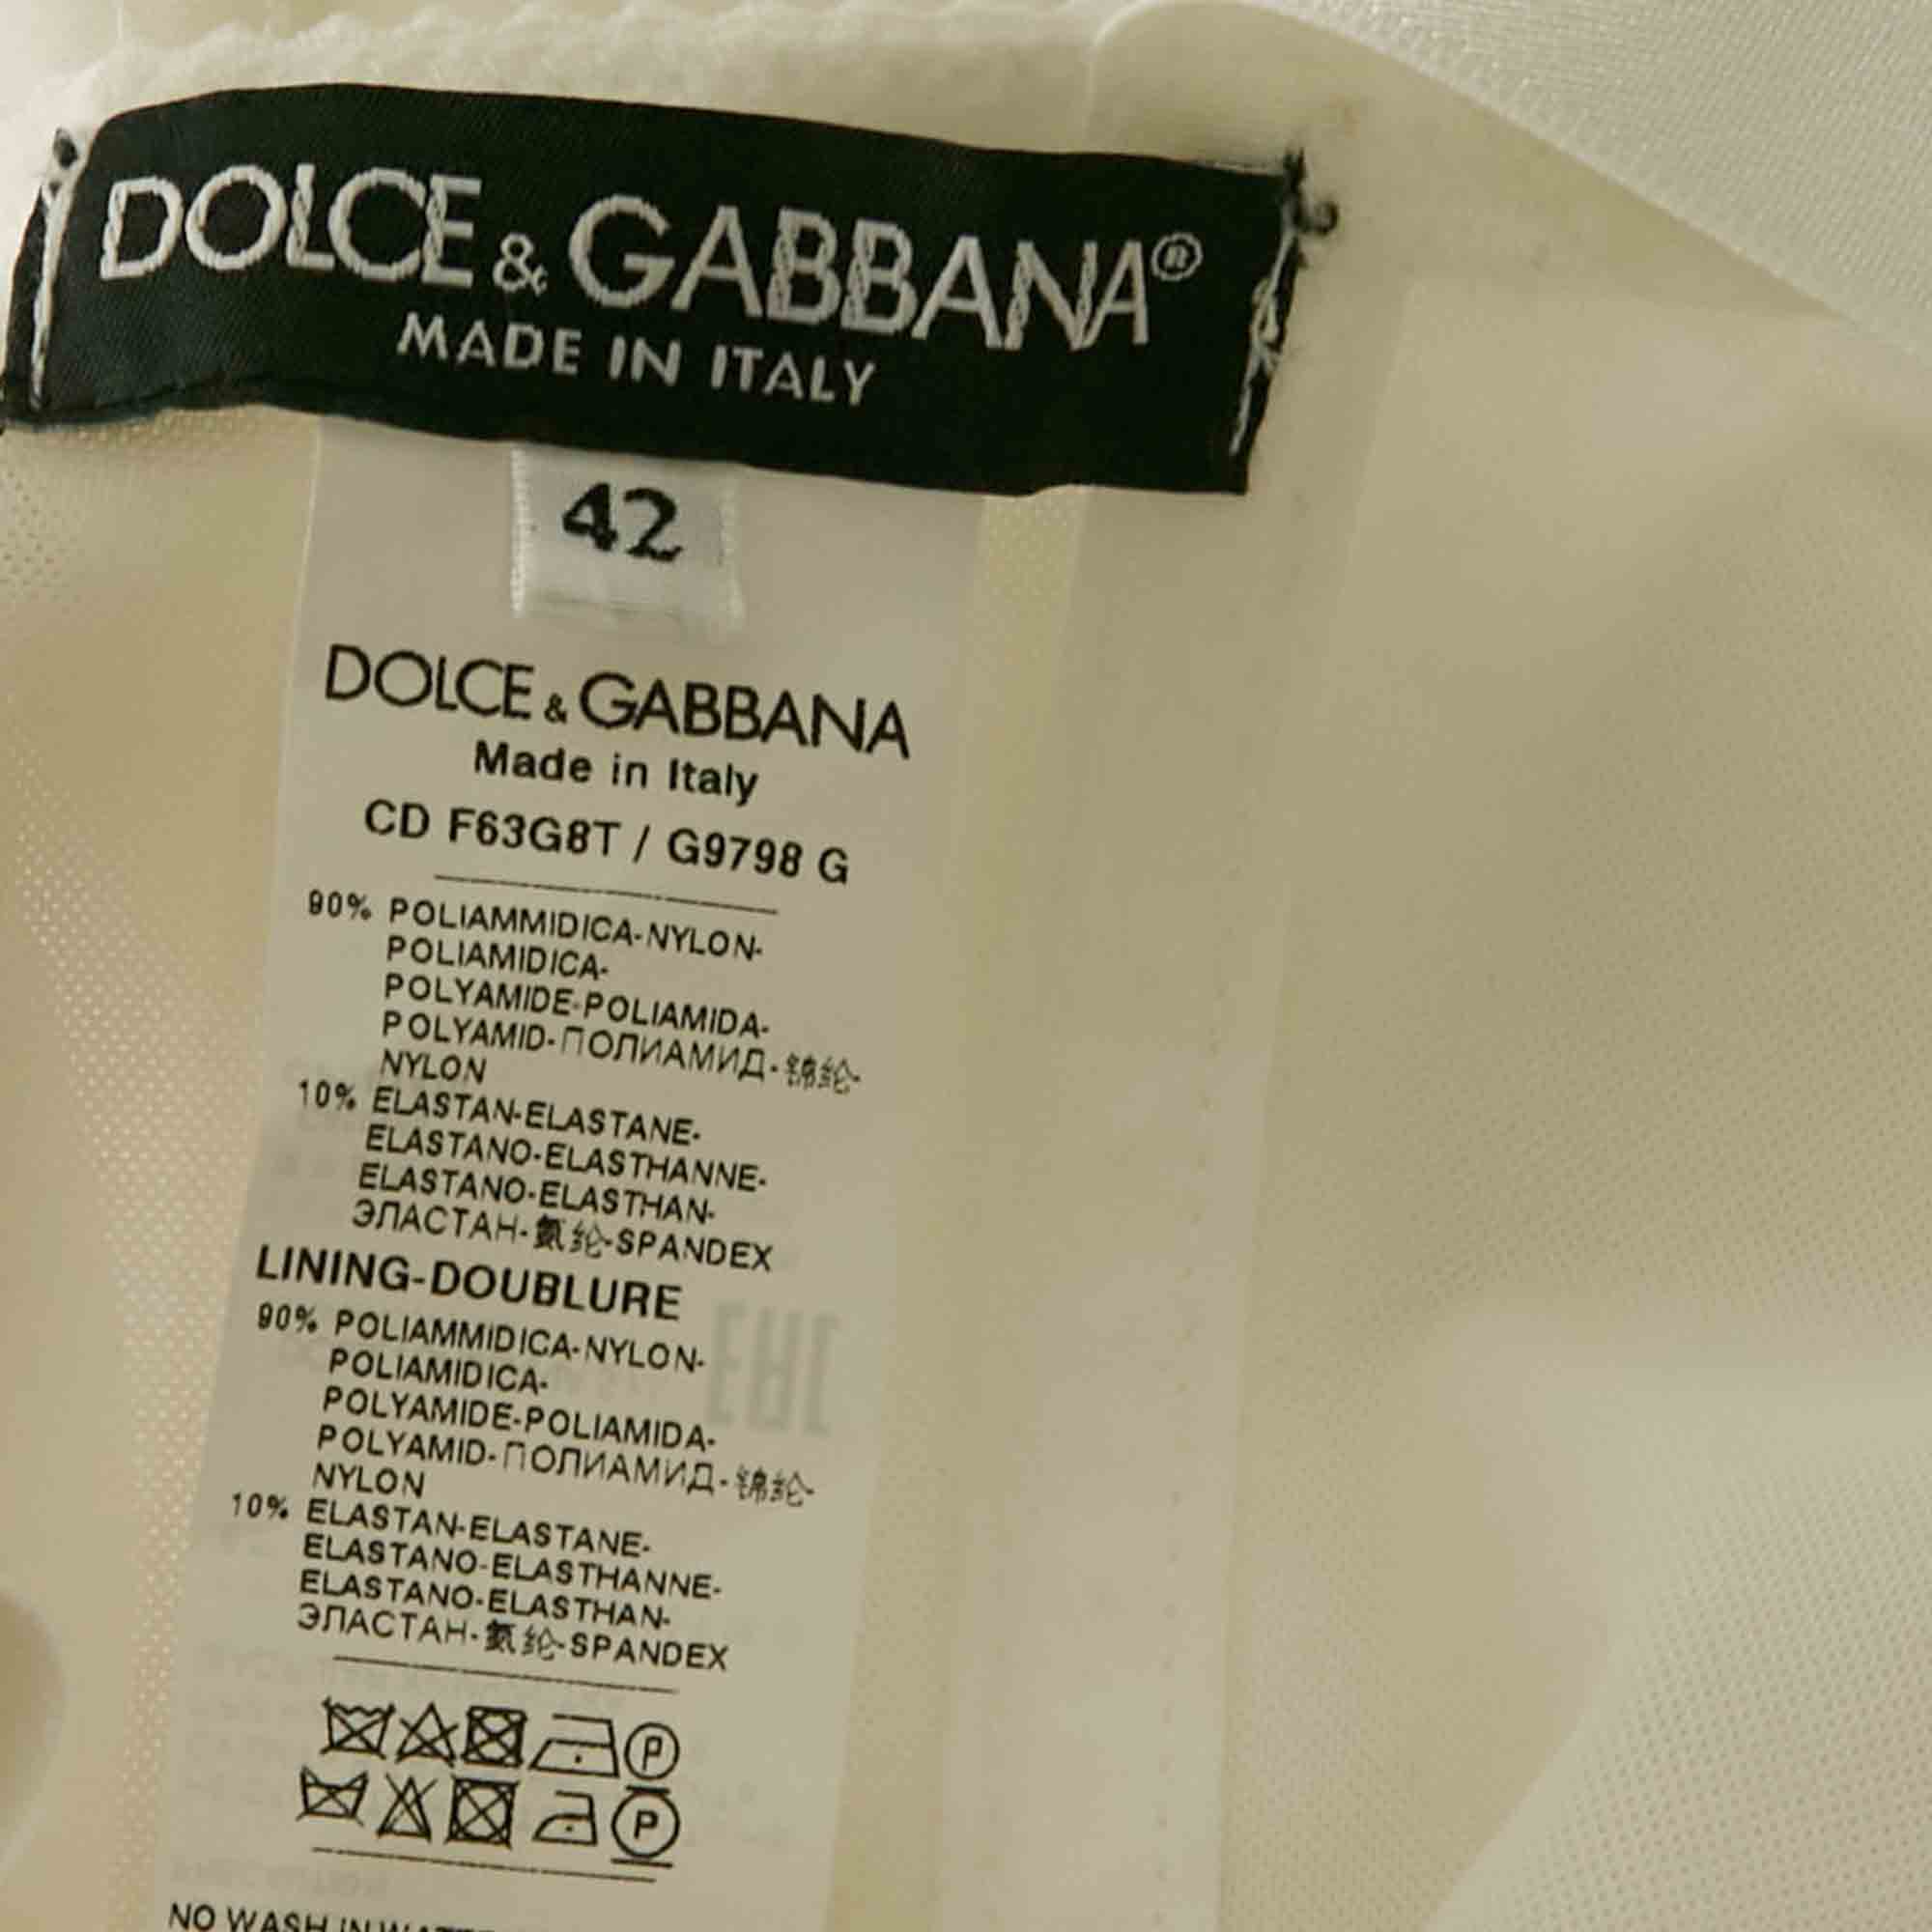 DOLCE & GABBANA®
MADE IN ITALY
42
DOLCE & GABBANA
Made in Italy
CD F63G8T / G9798 G
90% POLIAMMIDICA-NYLON-
POLIAMIDICA-
POLYAMIDE-POLIAMIDA-
POLYAMID-ПОЛИАМИД-锦纶-
NYLON
10% ELASTAN-ELASTANE-
ELASTANO-ELASTHANNE-
ELASTANO-ELASTHAN-
ЭЛАСТАН-氨纶-SPANDEX
LINING-DOUBLURE
90% POLIAMMIDICA-NYLON-
POLIAMIDICA-
POLYAMIDE-POLIAMIDA-
POLYAMID-ПОЛИАМИД-锦纶-
NYLON
10% ELASTAN-ELASTANE-
ELASTANO-ELASTHANNE-
ELASTANO-ELASTHAN-
ЭЛАСТАН-氨纶-SPANDEX
P
P
NO WASH IN